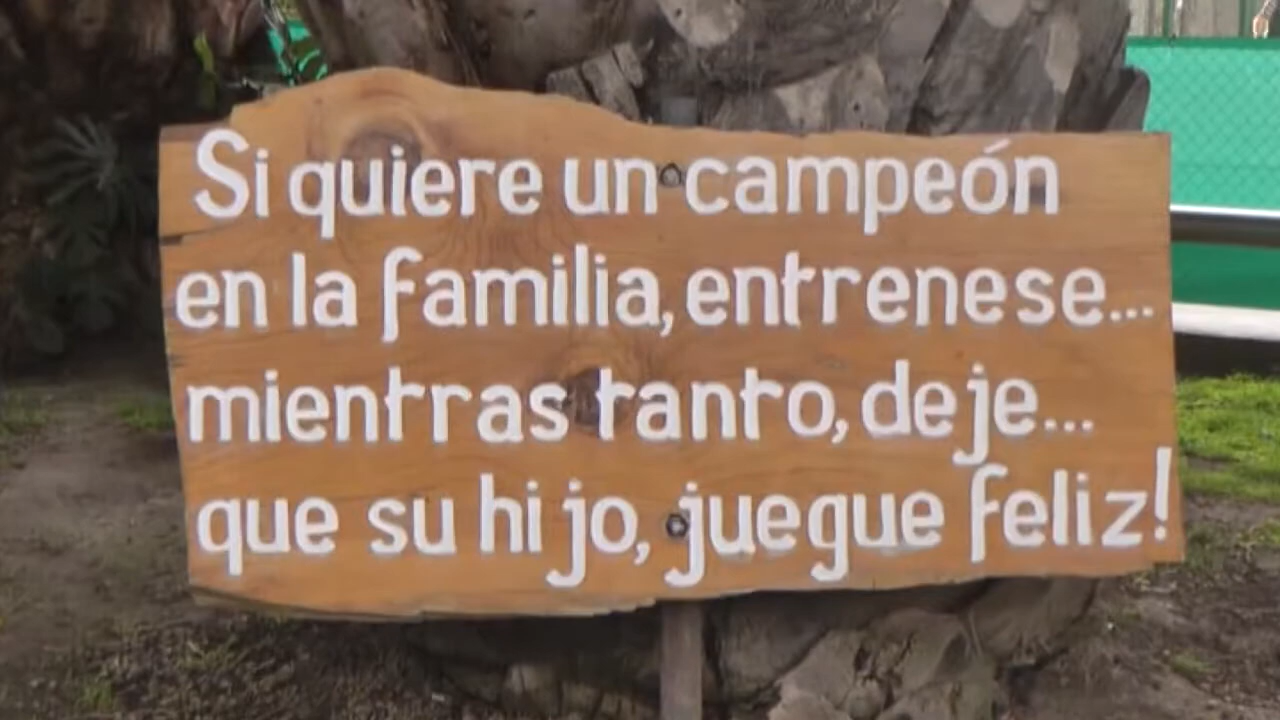 Si quiere un campeón
en la familia, entrenese...
mientras tanto, deje...
que su hijo, juegue feliz!